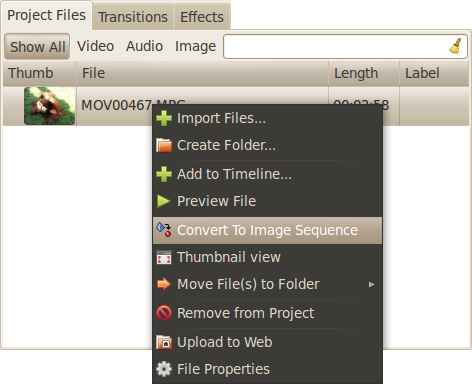 Project Files Transitions Effects
Show All Video Audio Image
Thumb File Length Label
MOV00467.MPG 00:02:58
Import Files...
Create Folder...
Add to Timeline...
Preview File
Convert To Image Sequence
Thumbnail view
Move File(s) to Folder
Remove from Project
Upload to Web
File Properties